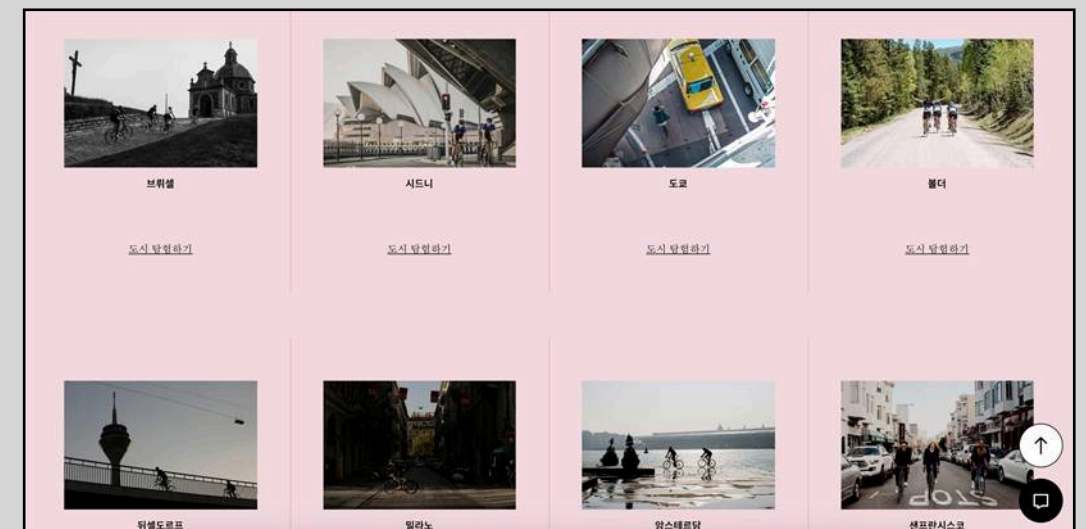 브뤼셀
시드니
도쿄
볼더
도시 탐험하기
도시 탐험하기
도시 탐험하기
도시 탐험하기
STOP
뒤셀도르프
밀라노
암스테르담
샌프란시스코